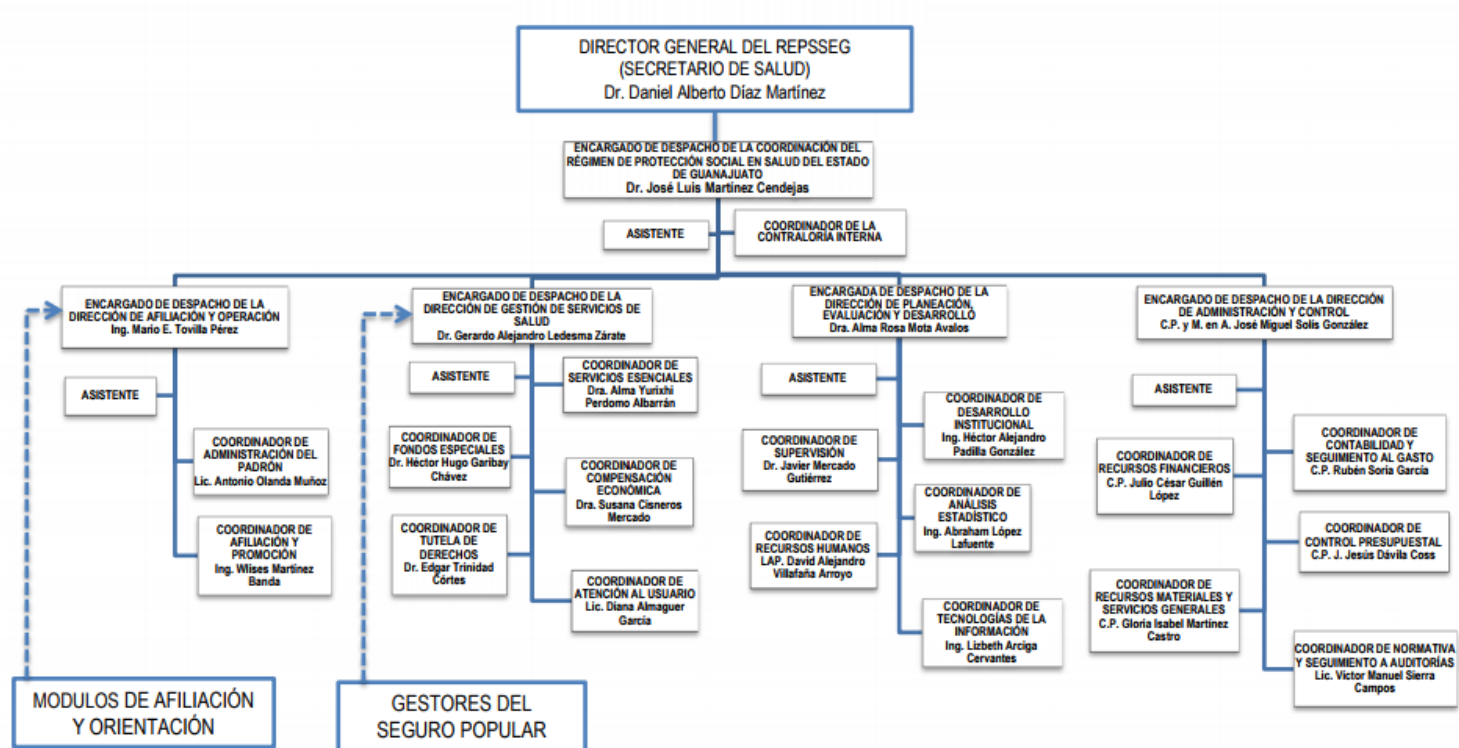 DIRECTOR GENERAL DEL REPSSEG
(SECRETARIO DE SALUD)
Dr. Daniel Alberto Díaz Martínez
ENCARGADO DE DESPACHO DE LA COORDINACIÓN DEL
RÉGIMEN DE PROTECCIÓN SOCIAL EN SALUD DEL ESTADO
DE GUANAJUATO
Dr. José Luis Martínez Cendejas
ASISTENTE
COORDINADOR DE LA
CONTRALORÍA INTERNA
ENCARGADO DE DESPACHO DE LA
DIRECCIÓN DE AFILIACIÓN Y OPERACIÓN
Ing. Mario E. Tovilla Pérez
ASISTENTE
COORDINADOR DE
ADMINISTRACIÓN DEL
PADRÓN
Lic. Antonio Olanda Muñoz
COORDINADOR DE
AFILIACIÓN Y
PROMOCIÓN
Ing. Wlises Martínez
Banda
MODULOS DE AFILIACIÓN
Y ORIENTACIÓN
ENCARGADO DE DESPACHO DE LA
DIRECCIÓN DE GESTIÓN DE SERVICIOS DE
SALUD
Dr. Gerardo Alejandro Ledesma Zárate
ASISTENTE
COORDINADOR DE
SERVICIOS ESENCIALES
Dra. Alma Yurixhi
Perdomo Albarrán
COORDINADOR DE
FONDOS ESPECIALES
Dr. Héctor Hugo Garibay
Chávez
COORDINADOR DE
COMPENSACIÓN
ECONÓMICA
Dra. Susana Cisneros
Mercado
COORDINADOR DE
TUTELA DE
DERECHOS
Dr. Edgar Trinidad
Córtes
COORDINADOR DE
ATENCIÓN AL USUARIO
Lic. Diana Almaguer
García
GESTORES DEL
SEGURO POPULAR
ENCARGADA DE DESPACHO DE LA
DIRECCIÓN DE PLANEACIÓN,
EVALUACIÓN Y DESARROLLO
Dra. Alma Rosa Mota Avalos
ASISTENTE
COORDINADOR DE
DESARROLLO
INSTITUCIONAL
Ing. Héctor Alejandro
Padilla González
COORDINADOR DE
SUPERVISIÓN
Dr. Javier Mercado
Gutiérrez
COORDINADOR DE
ANÁLISIS
ESTADÍSTICO
Ing. Abraham López
Lafuente
COORDINADOR DE
RECURSOS HUMANOS
LAP. David Alejandro
Villafaña Arroyo
COORDINADOR DE
TECNOLOGÍAS DE LA
INFORMACIÓN
Ing. Lizbeth Arciga
Cervantes
ENCARGADO DE DESPACHO DE LA DIRECCIÓN
DE ADMINISTRACIÓN Y CONTROL
C.P. y M. en A. José Miguel Solís González
ASISTENTE
COORDINADOR DE
CONTABILIDAD Y
SEGUIMIENTO AL GASTO
C.P. Rubén Soria García
COORDINADOR DE
RECURSOS FINANCIEROS
C.P. Julio César Guillén
López
COORDINADOR DE
CONTROL PRESUPUESTAL
C.P. J. Jesús Dávila Coss
COORDINADOR DE
RECURSOS MATERIALES Y
SERVICIOS GENERALES
C.P. Gloria Isabel Martínez
Castro
COORDINADOR DE NORMATIVA
Y SEGUIMIENTO A AUDITORÍAS
Lic. Víctor Manuel Sierra
Campos